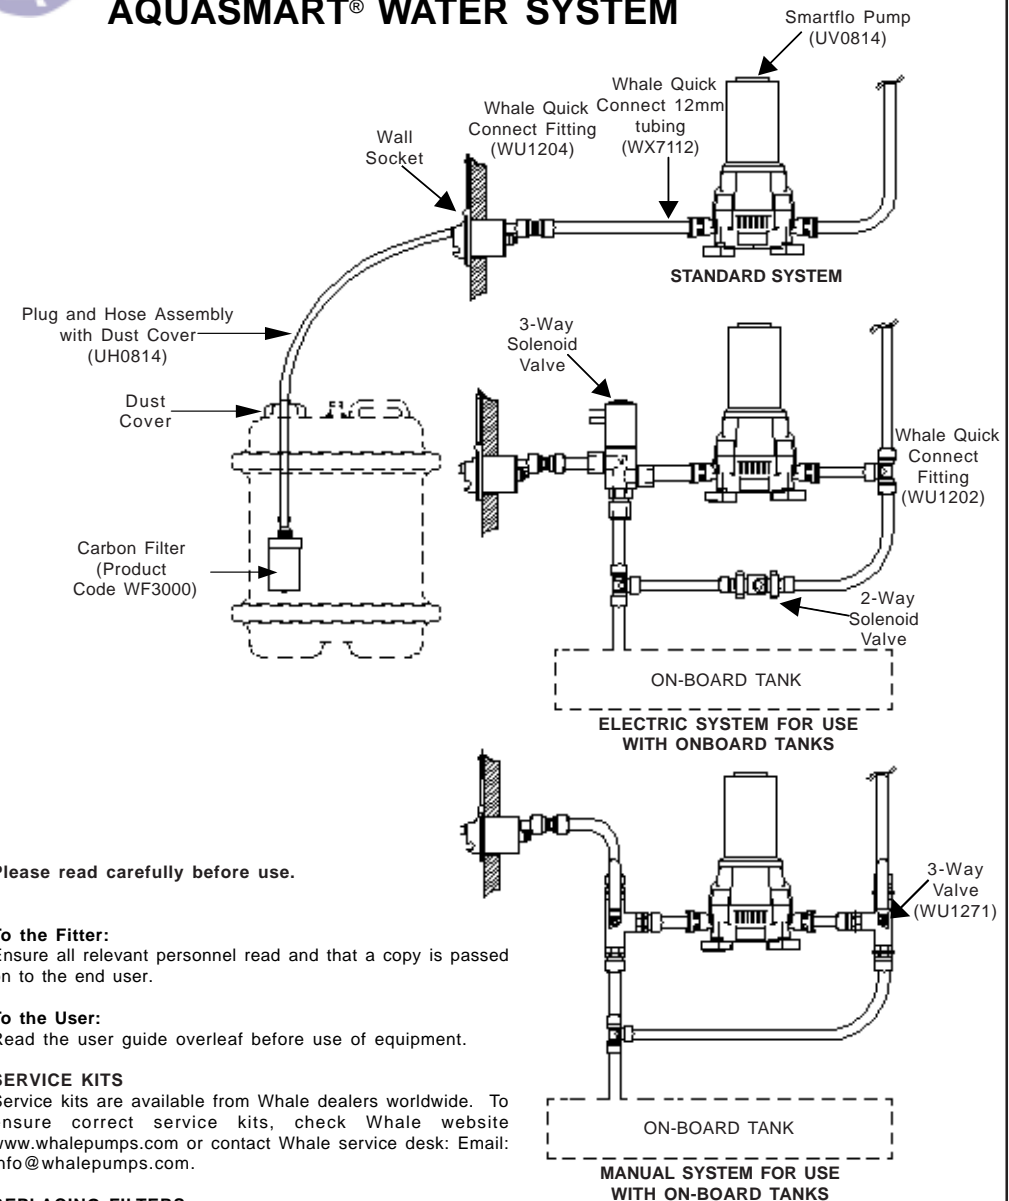 AQUASMART® WATER SYSTEM
Smartflo Pump
(UV0814)
Whale Quick
Connect 12mm
tubing
(WX7112)
Whale Quick
Connect Fitting
(WU1204)
Wall
Socket
STANDARD SYSTEM
Plug and Hose Assembly
with Dust Cover
(UH0814)
Dust
Cover
Carbon Filter
(Product
Code WF3000)
3-Way
Solenoid
Valve
Whale Quick
Connect
Fitting
(WU1202)
2-Way
Solenoid
Valve
ON-BOARD TANK
ELECTRIC SYSTEM FOR USE
WITH ONBOARD TANKS
3-Way
Valve
(WU1271)
ON-BOARD TANK
MANUAL SYSTEM FOR USE
WITH ON-BOARD TANKS
Please read carefully before use.
To the Fitter:
Ensure all relevant personnel read and that a copy is passed
on to the end user.
To the User:
Read the user guide overleaf before use of equipment.
SERVICE KITS
Service kits are available from Whale dealers worldwide. To
ensure correct service kits, check Whale website
www.whalepumps.com or contact Whale service desk: Email:
info@whalepumps.com.
REPLACING FILTERS